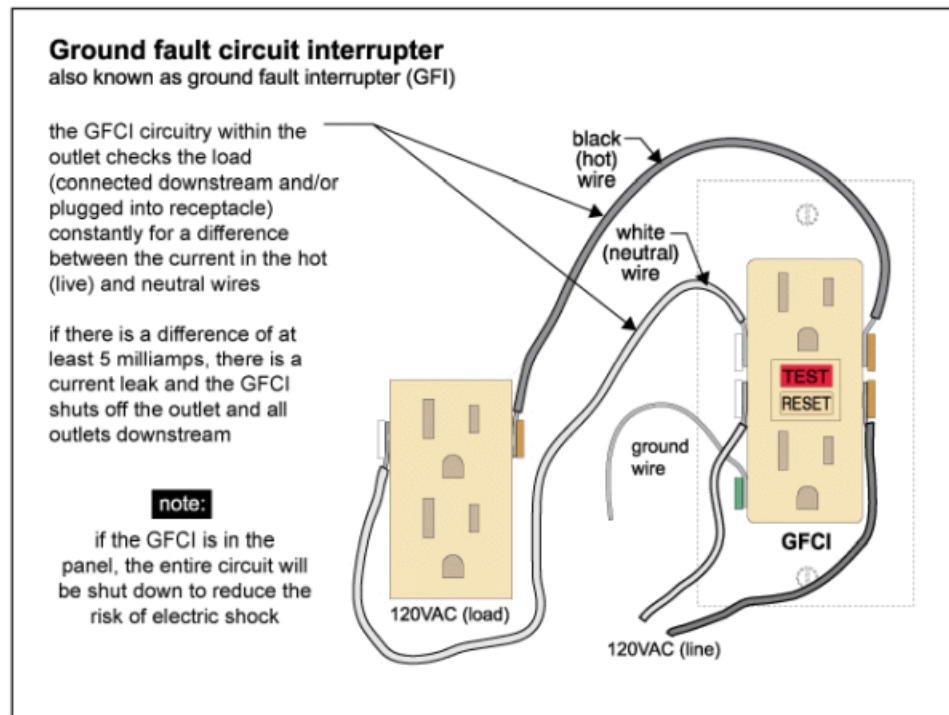 Ground fault circuit interrupter
also known as ground fault interrupter (GFI)
the GFCI circuitry within the
outlet checks the load
(connected downstream and/or
plugged into receptacle)
constantly for a difference
between the current in the hot
(live) and neutral wires
if there is a difference of at
least 5 milliamps, there is a
current leak and the GFCI
shuts off the outlet and all
outlets downstream
note:
if the GFCI is in the
panel, the entire circuit will
be shut down to reduce the
risk of electric shock
black
(hot)
wire
white
(neutral)
wire
TEST
RESET
ground
wire
GFCI
120VAC (load)
120VAC (line)